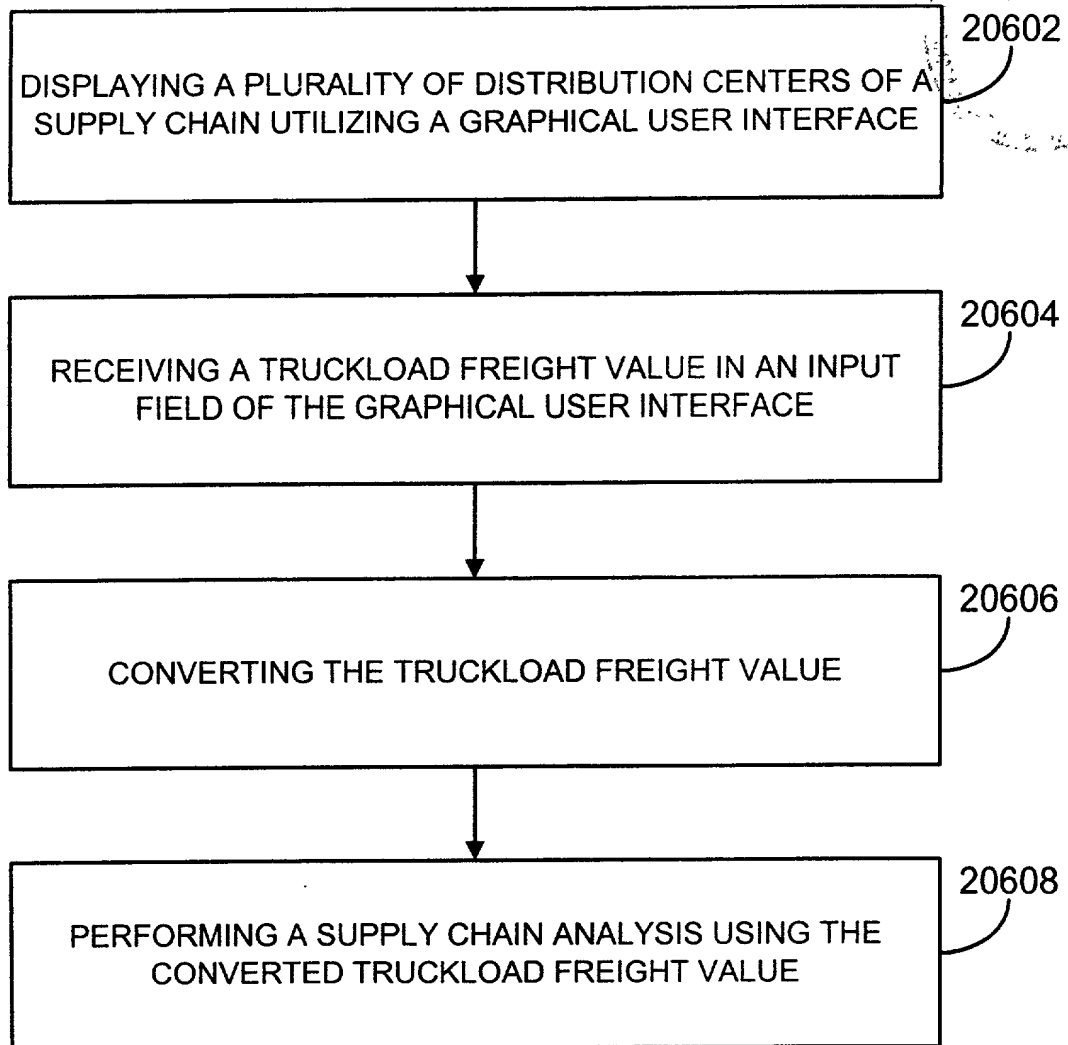 20602
DISPLAYING A PLURALITY OF DISTRIBUTION CENTERS OF A
SUPPLY CHAIN UTILIZING A GRAPHICAL USER INTERFACE
20604
RECEIVING A TRUCKLOAD FREIGHT VALUE IN AN INPUT
FIELD OF THE GRAPHICAL USER INTERFACE
20606
CONVERTING THE TRUCKLOAD FREIGHT VALUE
20608
PERFORMING A SUPPLY CHAIN ANALYSIS USING THE
CONVERTED TRUCKLOAD FREIGHT VALUE